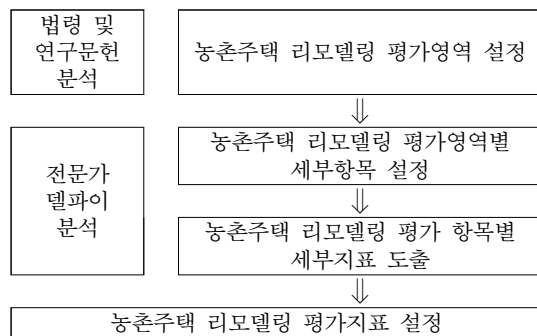 법령 및
연구문헌
분석
농촌주택 리모델링 평가영역 설정
⇓
전문가
델파이
분석
농촌주택 리모델링 평가영역별
세부항목 설정
⇓
농촌주택 리모델링 평가 항목별
세부지표 도출
⇓
농촌주택 리모델링 평가지표 설정